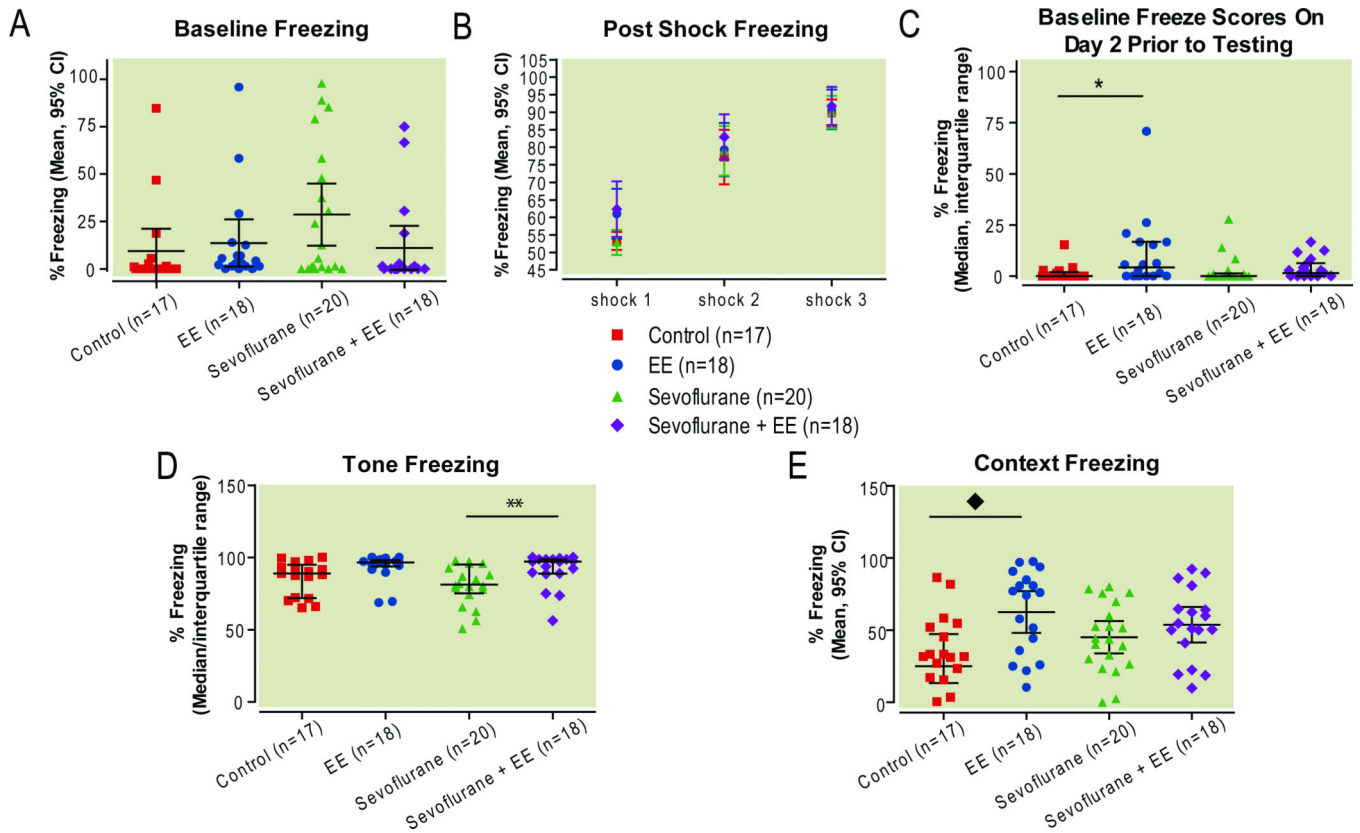 A
Baseline Freezing
%Freezing (Mean, 95% CI)
100
75
50
25
0
Control (n=17)
EE (n=18)
Sevoflurane (n=20)
Sevoflurane + EE (n=18)
B
Post Shock Freezing
% Freezing (Mean, 95% CI)
105
100
95
90
85
80
75
70
65
60
55
50
45
shock 1
shock 2
shock 3
Control (n=17)
EE (n=18)
Sevoflurane (n=20)
Sevoflurane + EE (n=18)
C
Baseline Freeze Scores On
Day 2 Prior to Testing
% Freezing
(Median, interquartile range)
100
75
50
25
0
*
Control (n=17)
EE (n=18)
Sevoflurane (n=20)
Sevoflurane + EE (n=18)
D
Tone Freezing
% Freezing
(Median/interquartile range)
150
100
50
0
**
Control (n=17)
EE (n=18)
Sevoflurane (n=20)
Sevoflurane + EE (n=18)
E
Context Freezing
% Freezing
(Mean, 95% CI)
150
100
50
0
Control (n=17)
EE (n=18)
Sevoflurane (n=20)
Sevoflurane + EE (n=18)